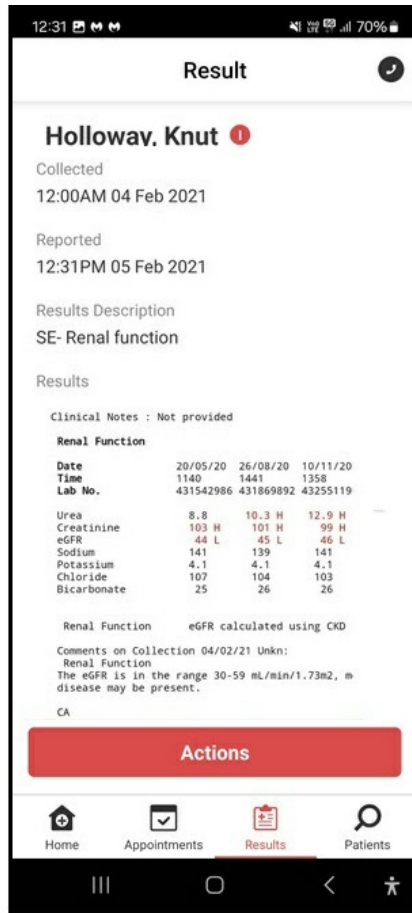 12:31 70%
Result
Holloway, Knut
Collected
12:00AM 04 Feb 2021
Reported
12:31PM 05 Feb 2021
Results Description
SE- Renal function
Results
Clinical Notes : Not provided
Renal Function
Date 20/05/20 26/08/20 10/11/20
Time 1140 1441 1358
Lab No. 431542986 431869892 43255119
Urea 8.8 10.3 H 12.9 H
Creatinine 103 H 101 H 99 H
eGFR 44 L 45 L 46 L
Sodium 141 139 141
Potassium 4.1 4.1 4.1
Chloride 107 104 103
Bicarbonate 25 26 26
Renal Function eGFR calculated using CKD
Comments on Collection 04/02/21 Unkn:
Renal Function
The eGFR is in the range 30-59 mL/min/1.73m2, m
disease may be present.
CA
Actions
Home Appointments Results Patients